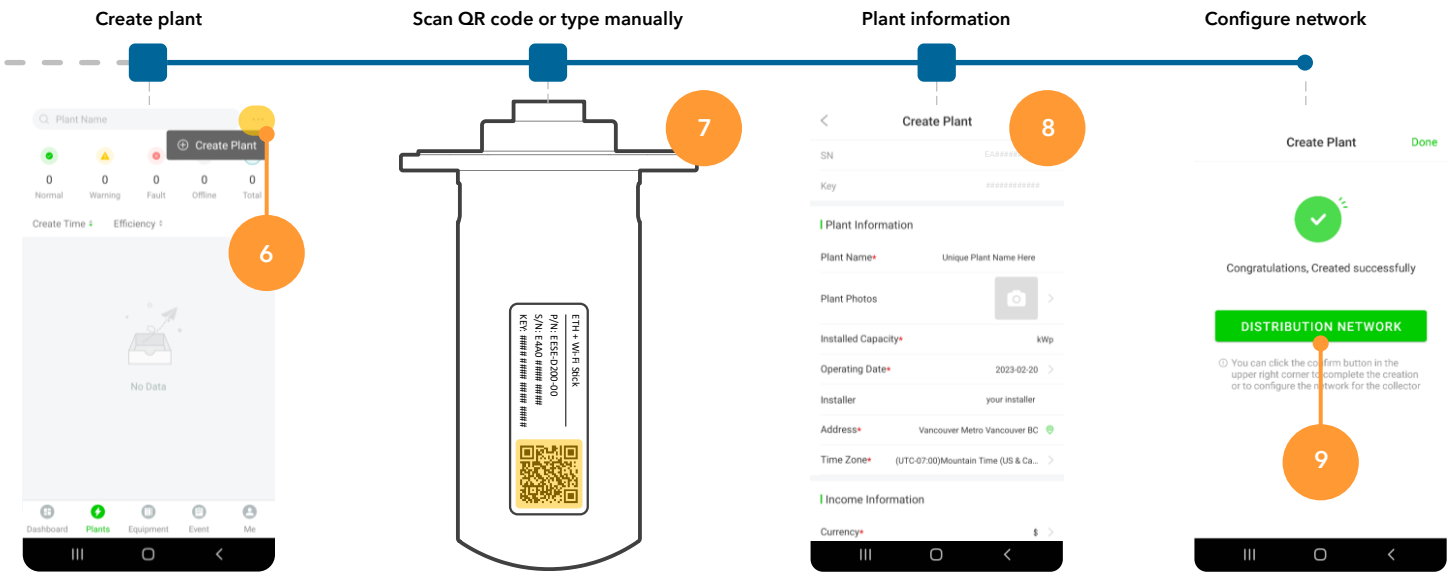 Create plant
Scan QR code or type manually
Plant information
Configure network
Plant Name
...
Create Plant
0
0
0
0
0
Normal
Warning
Fault
Offline
Total
Create Time
Efficiency
6
No Data
Dashboard
Plants
Equipment
Event
Me
7
ETH + Wi-Fi Stick
P/N: EESE-D200-00
S/N: E4A0 #### #### ####
KEY: #### #### #### ####
Create Plant
8
SN
EA########
Key
############
Plant Information
Plant Name*
Unique Plant Name Here
Plant Photos
Installed Capacity*
kWp
Operating Date*
2023-02-20
Installer
your installer
Address*
Vancouver Metro Vancouver BC
Time Zone*
(UTC-07:00)Mountain Time (US & Ca...
Income Information
Currency*
$
Create Plant
Done
Congratulations, Created successfully
DISTRIBUTION NETWORK
You can click the confirm button in the
upper right corner to complete the creation
or to configure the network for the collector
9